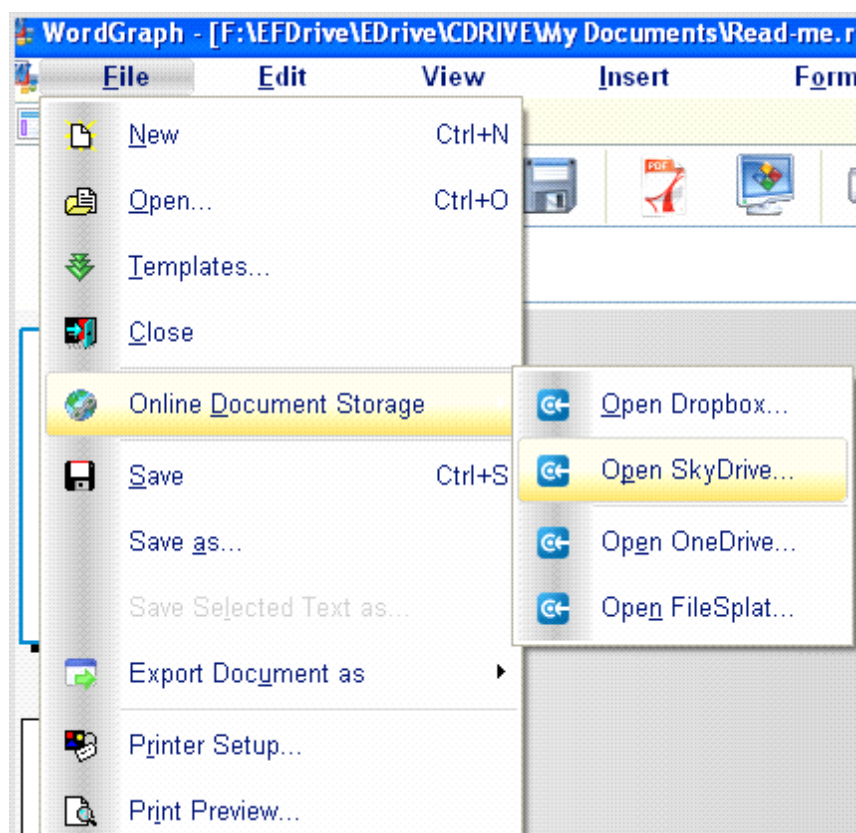 WordGraph - [F:\EFDrive\EDrive\CDRIVE\My Documents\Read-me.r
File Edit View Insert Form
New Ctrl+N
PDF
Open... Ctrl+O
Templates...
Close
Online Document Storage
Open Dropbox...
Open SkyDrive...
Open OneDrive...
Open FileSplat...
Save Ctrl+S
Save as...
Save Selected Text as...
Export Document as
Printer Setup...
Print Preview...